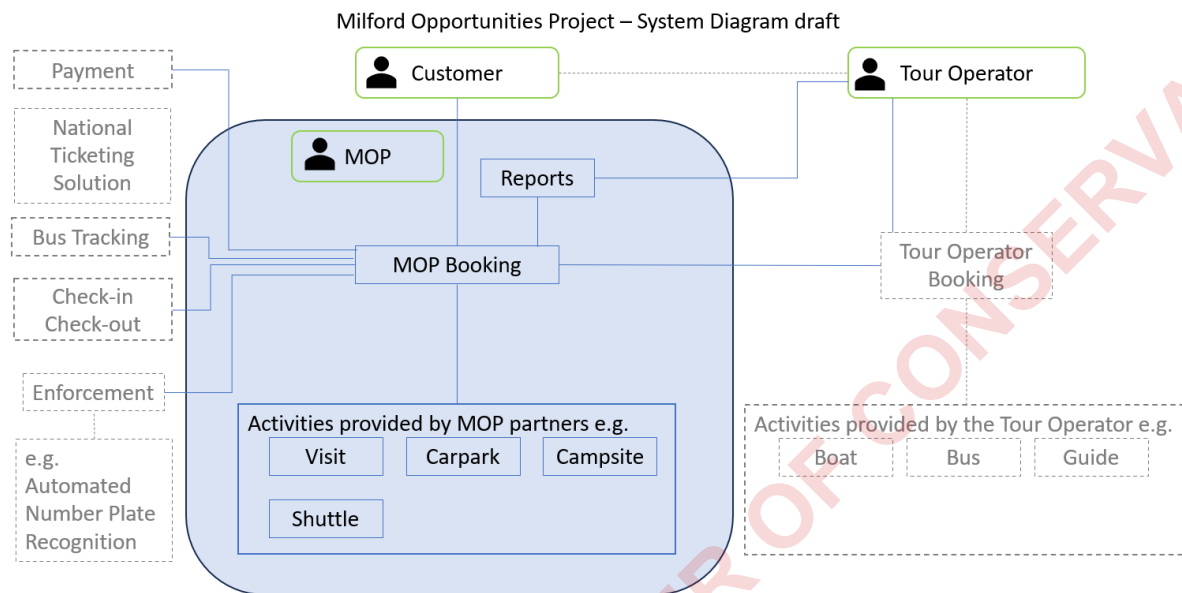 Milford Opportunities Project – System Diagram draft
Payment
Customer
Tour Operator
National
Ticketing
Solution
MOP
Reports
Bus Tracking
MOP Booking
Tour Operator
Booking
Check-in
Check-out
Enforcement
Activities provided by MOP partners e.g.
Visit
Carpark
Campsite
Shuttle
Activities provided by the Tour Operator e.g.
Boat
Bus
Guide
e.g.
Automated
Number Plate
Recognition
OF